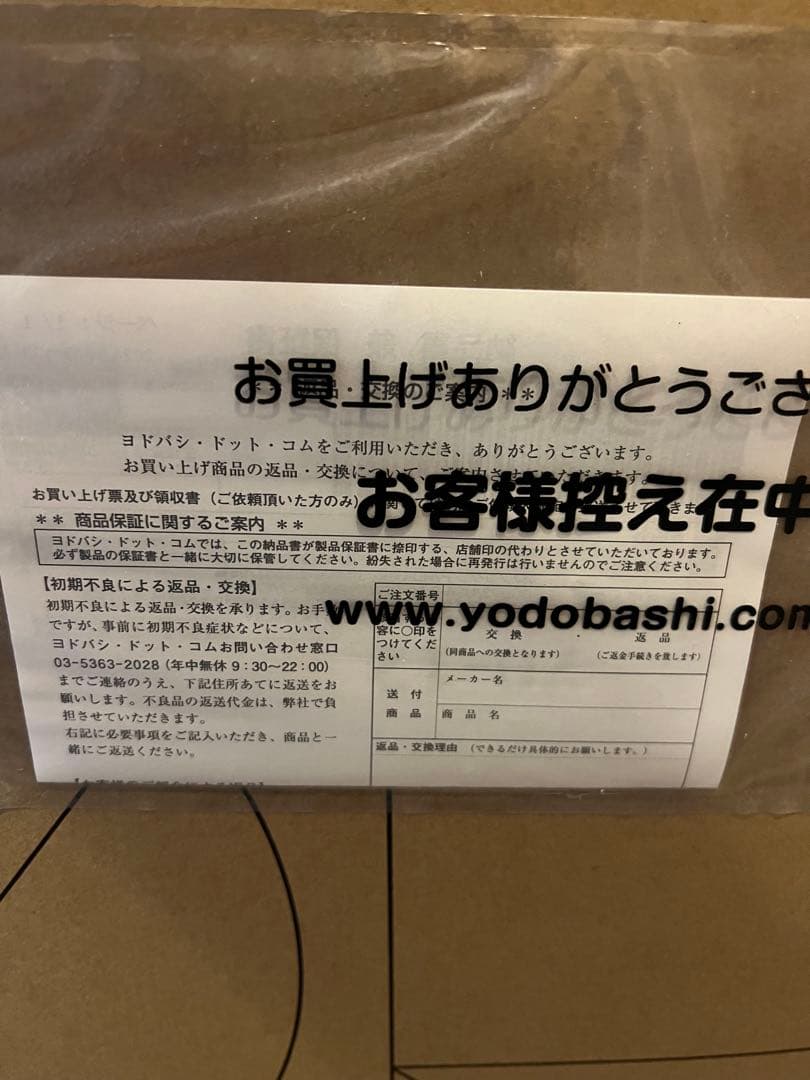 お買上げありがとうござ
＊＊ 返品・交換のご案内 ＊＊
ヨドバシ・ドット・コムをご利用いただき、ありがとうございます。
お買い上げ商品の返品・交換について、ご案内させていただきます。
お買い上げ票及び領収書（ご依頼頂いた方のみ）
お客様控え在中
＊＊ 商品保証に関するご案内 ＊＊
ヨドバシ・ドット・コムでは、この納品書が製品保証書に捺印する、店舗印の代わりとさせていただいております。
必ず製品の保証書と一緒に大切に保管してください。紛失された場合に再発行は行いませんのでご注意ください。
www.yodobashi.com
【初期不良による返品・交換】
初期不良による返品・交換を承ります。お手
ですが、事前に初期不良症状などについて、
ヨドバシ・ドット・コムお問い合わせ窓口
03-5363-2028（年中無休 9：30〜22：00）
までご連絡のうえ、下記住所あてに返送をお
願いします。不良品の返送代金は、弊社で負
担させていただきます。
右記に必要事項をご記入いただき、商品と一
緒にご返送ください。
ご注文番号
容に○印を
つけてくだ
さい
交換 ・ 返品
（同商品への交換となります） （ご返金手続きを致します）
送付
商品
メーカー名
商品名
返品・交換理由 （できるだけ具体的にお願いします。）